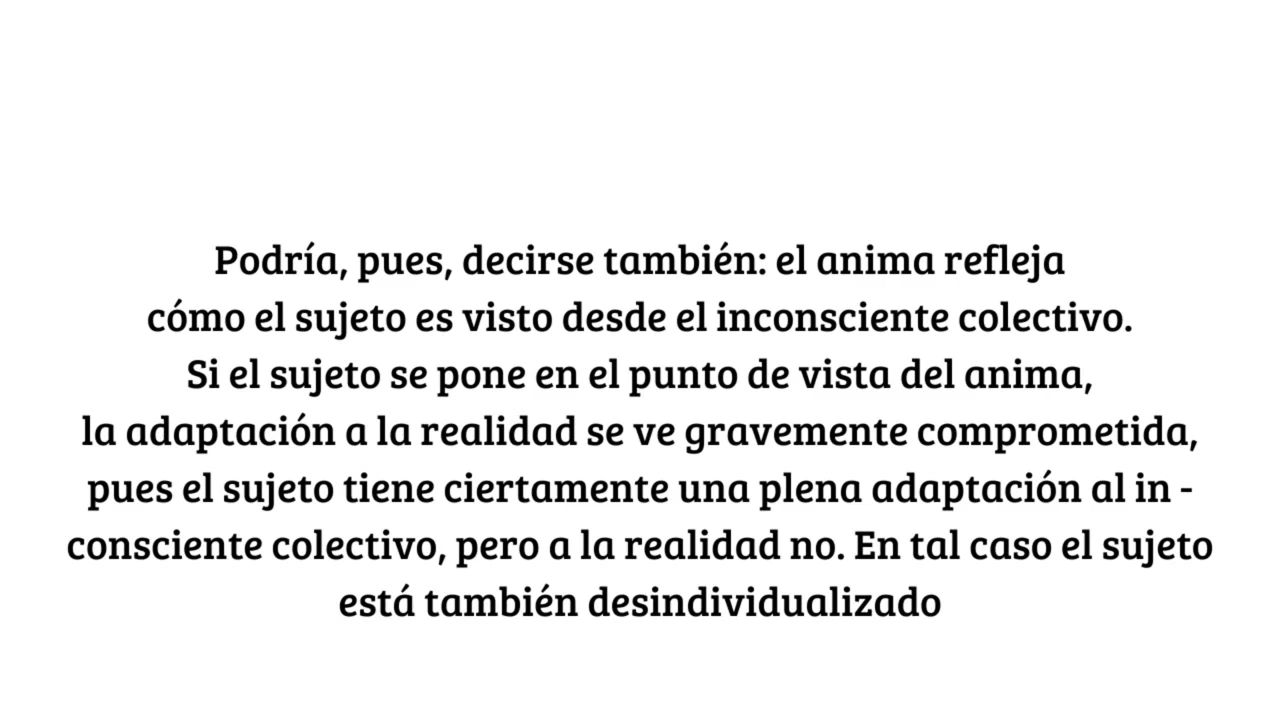 Podría, pues, decirse también: el anima refleja
cómo el sujeto es visto desde el inconsciente colectivo.
Si el sujeto se pone en el punto de vista del anima,
la adaptación a la realidad se ve gravemente comprometida,
pues el sujeto tiene ciertamente una plena adaptación al in -
consciente colectivo, pero a la realidad no. En tal caso el sujeto
está también desindividualizado